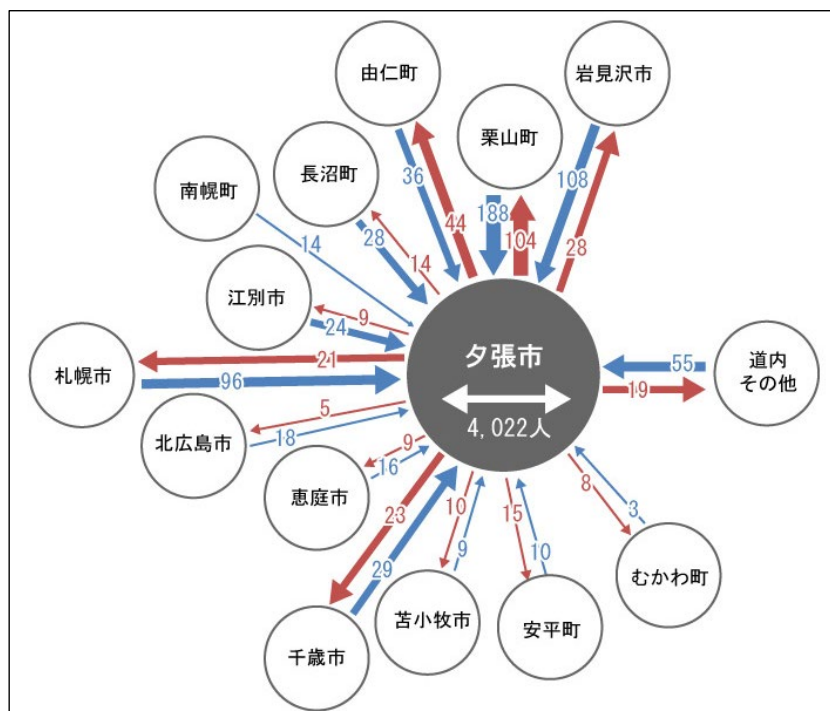 由仁町
岩見沢市
栗山町
長沼町
南幌町
36
108
188
44
104
28
28
14
14
江別市
9
24
夕張市
札幌市
21
96
道内
その他
55
19
4,022人
5
北広島市
18
9
恵庭市
16
23
29
10
9
15
10
8
3
むかわ町
苫小牧市
安平町
千歳市